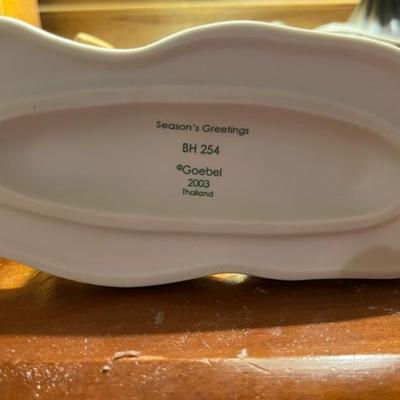 Season's Greetings
BH 254
©Goebel
2003
Thailand